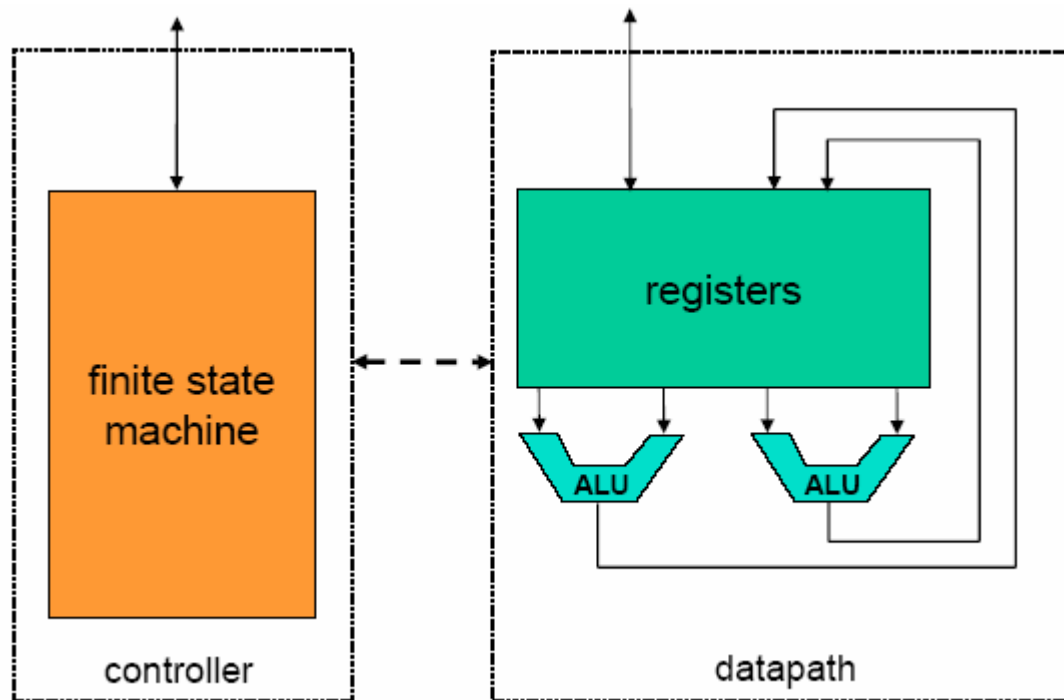 finite state
machine
controller
registers
ALU
ALU
datapath